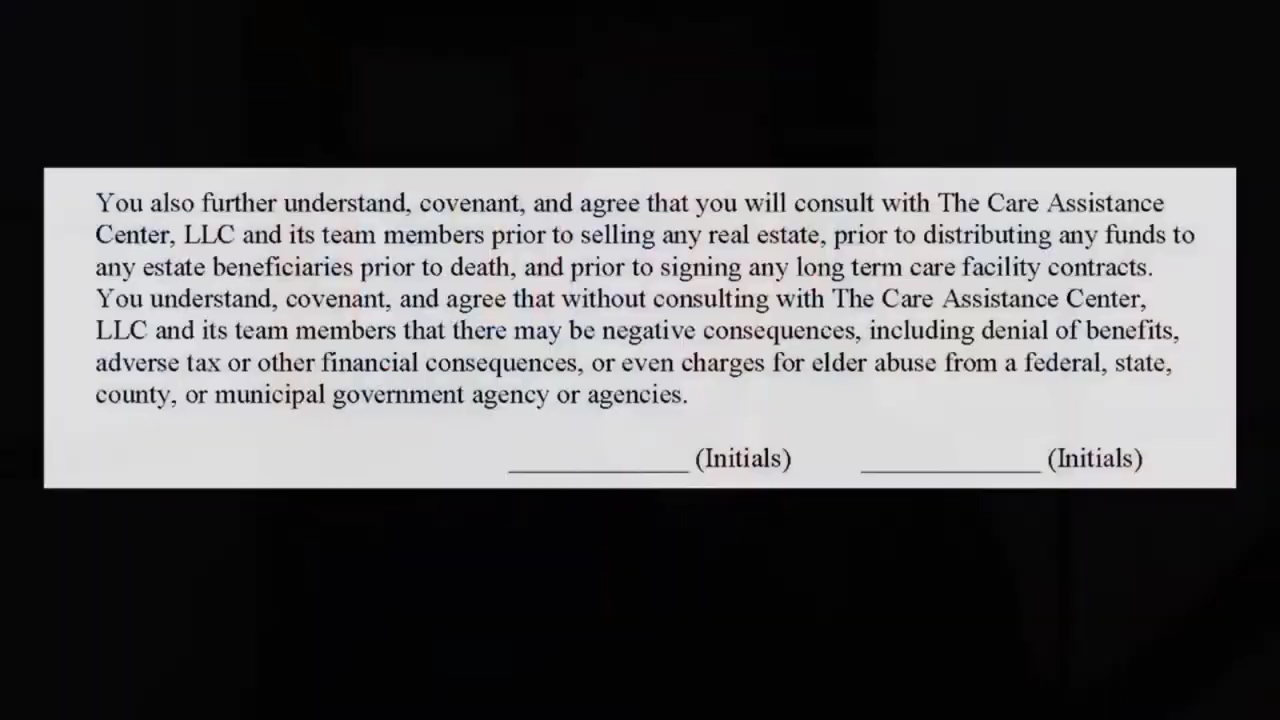 You also further understand, covenant, and agree that you will consult with The Care Assistance
Center, LLC and its team members prior to selling any real estate, prior to distributing any funds to
any estate beneficiaries prior to death, and prior to signing any long term care facility contracts.
You understand, covenant, and agree that without consulting with The Care Assistance Center,
LLC and its team members that there may be negative consequences, including denial of benefits,
adverse tax or other financial consequences, or even charges for elder abuse from a federal, state,
county, or municipal government agency or agencies.
_____________ (Initials) _____________ (Initials)